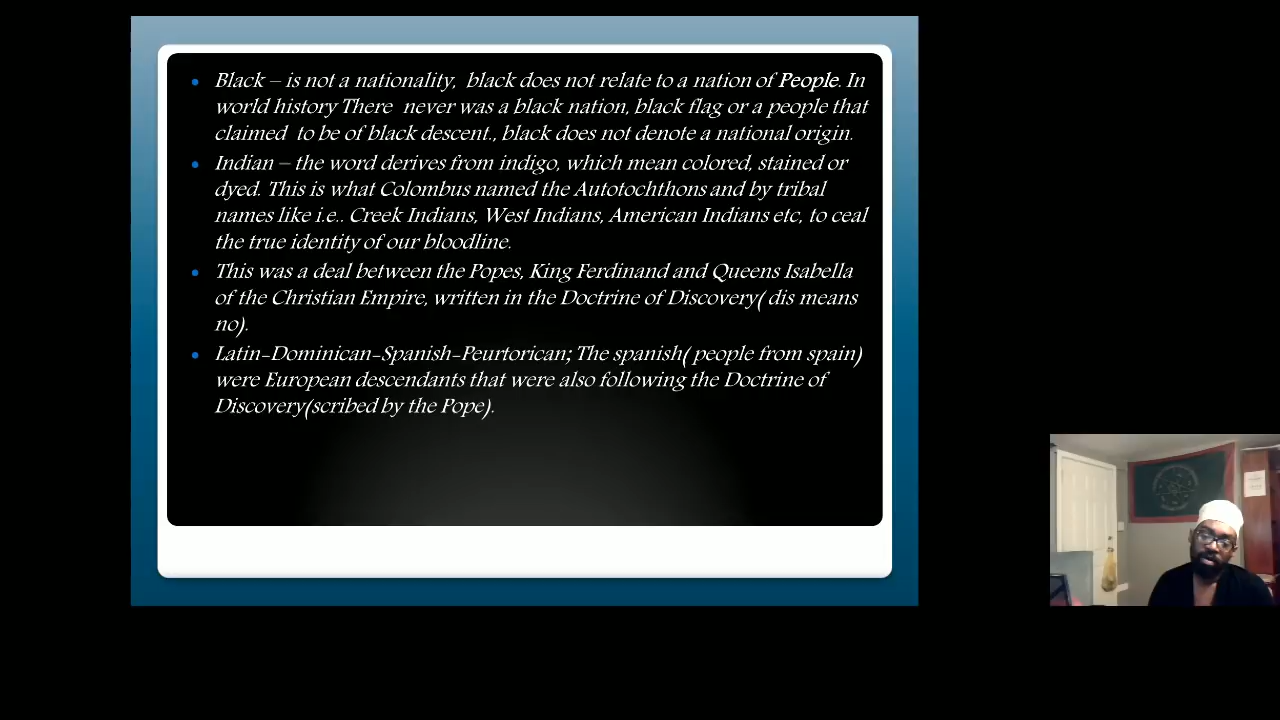 Black – is not a nationality, black does not relate to a nation of People. In
world history There never was a black nation, black flag or a people that
claimed to be of black descent., black does not denote a national origin.
Indian – the word derives from indigo, which mean colored, stained or
dyed. This is what Colombus named the Autotochthons and by tribal
names like i.e.. Creek Indians, West Indians, American Indians etc, to ceal
the true identity of our bloodline.
This was a deal between the Popes, King Ferdinand and Queens Isabella
of the Christian Empire, written in the Doctrine of Discovery( dis means
no).
Latin-Dominican-Spanish-Peurtorican; The spanish( people from spain)
were European descendants that were also following the Doctrine of
Discovery(scribed by the Pope).